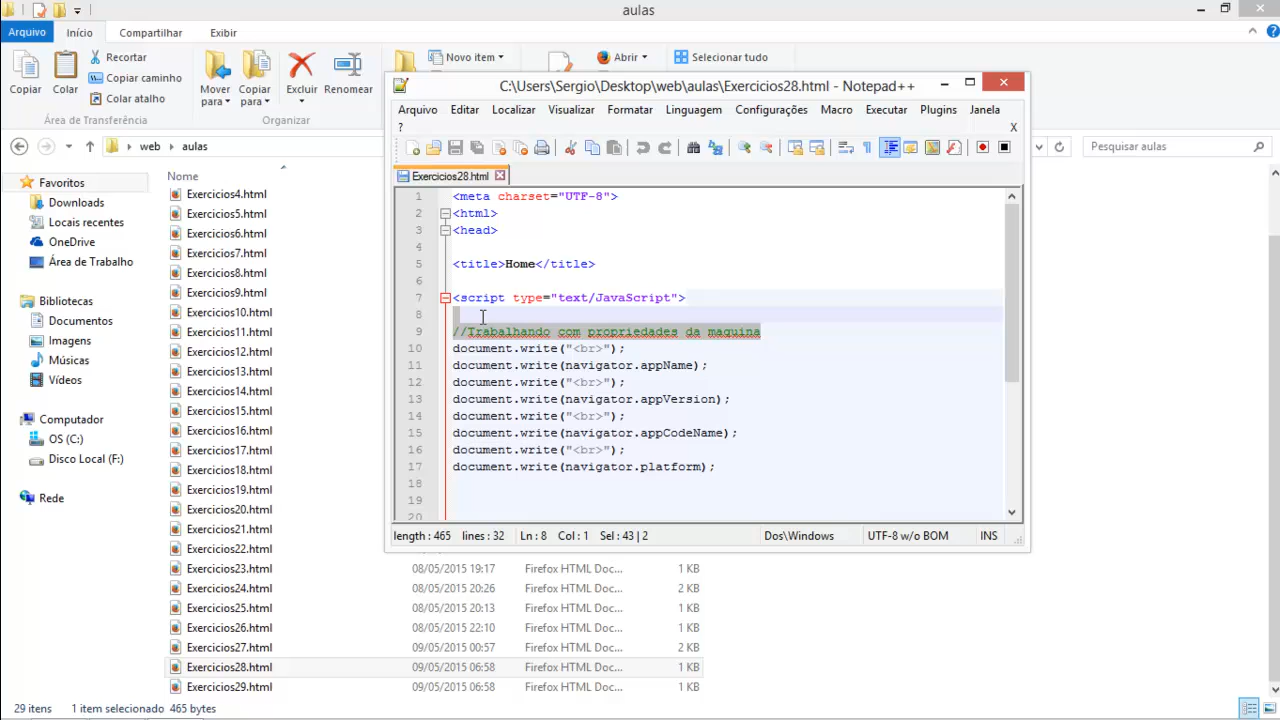 aulas
Arquivo Início Compartilhar Exibir
Copiar
Colar
Recortar
Copiar caminho
Colar atalho
Área de Transferência
Mover para
Copiar para
Excluir
Renomear
Organizar
Novo item
Abrir
Selecionar tudo
web aulas
Pesquisar aulas
Favoritos
Downloads
Locais recentes
OneDrive
Área de Trabalho
Bibliotecas
Documentos
Imagens
Músicas
Vídeos
Computador
OS (C:)
Disco Local (F:)
Rede
Nome
Exercicios4.html
Exercicios5.html
Exercicios6.html
Exercicios7.html
Exercicios8.html
Exercicios9.html
Exercicios10.html
Exercicios11.html
Exercicios12.html
Exercicios13.html
Exercicios14.html
Exercicios15.html
Exercicios16.html
Exercicios17.html
Exercicios18.html
Exercicios19.html
Exercicios20.html
Exercicios21.html
Exercicios22.html
Exercicios23.html 08/05/2015 19:17 Firefox HTML Doc... 1 KB
Exercicios24.html 08/05/2015 20:26 Firefox HTML Doc... 2 KB
Exercicios25.html 08/05/2015 20:13 Firefox HTML Doc... 1 KB
Exercicios26.html 08/05/2015 22:10 Firefox HTML Doc... 1 KB
Exercicios27.html 09/05/2015 00:57 Firefox HTML Doc... 2 KB
Exercicios28.html 09/05/2015 06:58 Firefox HTML Doc... 1 KB
Exercicios29.html 09/05/2015 06:58 Firefox HTML Doc... 1 KB
29 itens 1 item selecionado 465 bytes
C:\Users\Sergio\Desktop\web\aulas\Exercicios28.html - Notepad++
Arquivo Editar Localizar Visualizar Formatar Linguagem Configurações Macro Executar Plugins Janela
? X
Exercicios28.html
1 <meta charset="UTF-8">
2 <html>
3 <head>
4
5 <title>Home</title>
6
7 <script type="text/JavaScript">
8
9 //Trabalhando com propriedades da maquina
10 document.write("<br>");
11 document.write(navigator.appName);
12 document.write("<br>");
13 document.write(navigator.appVersion);
14 document.write("<br>");
15 document.write(navigator.appCodeName);
16 document.write("<br>");
17 document.write(navigator.platform);
18
19
20
length : 465 lines : 32 Ln : 8 Col : 1 Sel : 43 | 2 Dos\Windows UTF-8 w/o BOM INS